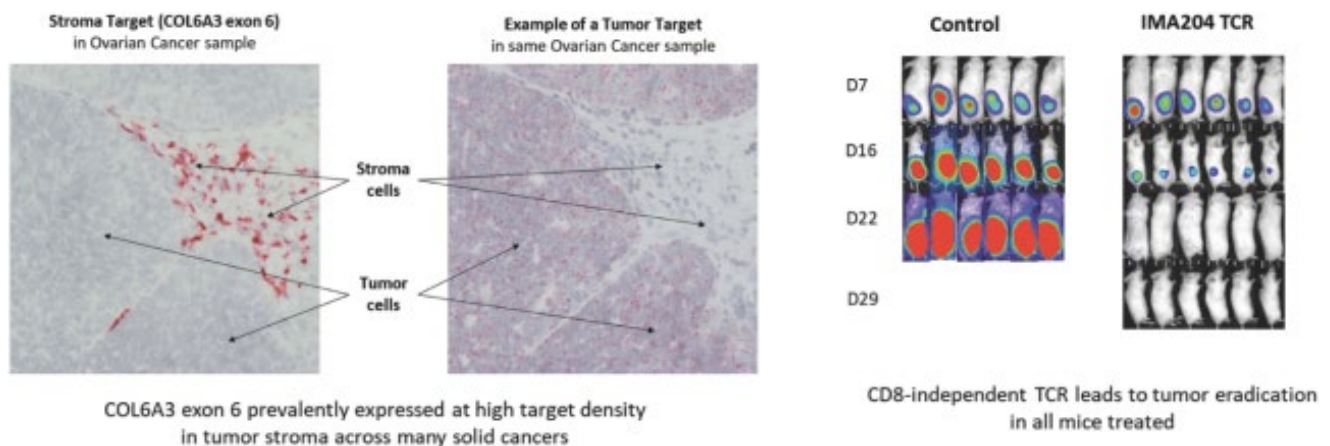 Stroma Target (COL6A3 exon 6)
in Ovarian Cancer sample
Example of a Tumor Target
in same Ovarian Cancer sample
Stroma
cells
Tumor
cells
COL6A3 exon 6 prevalently expressed at high target density
in tumor stroma across many solid cancers
Control
IMA204 TCR
D7
D16
D22
D29
CD8-independent TCR leads to tumor eradication
in all mice treated